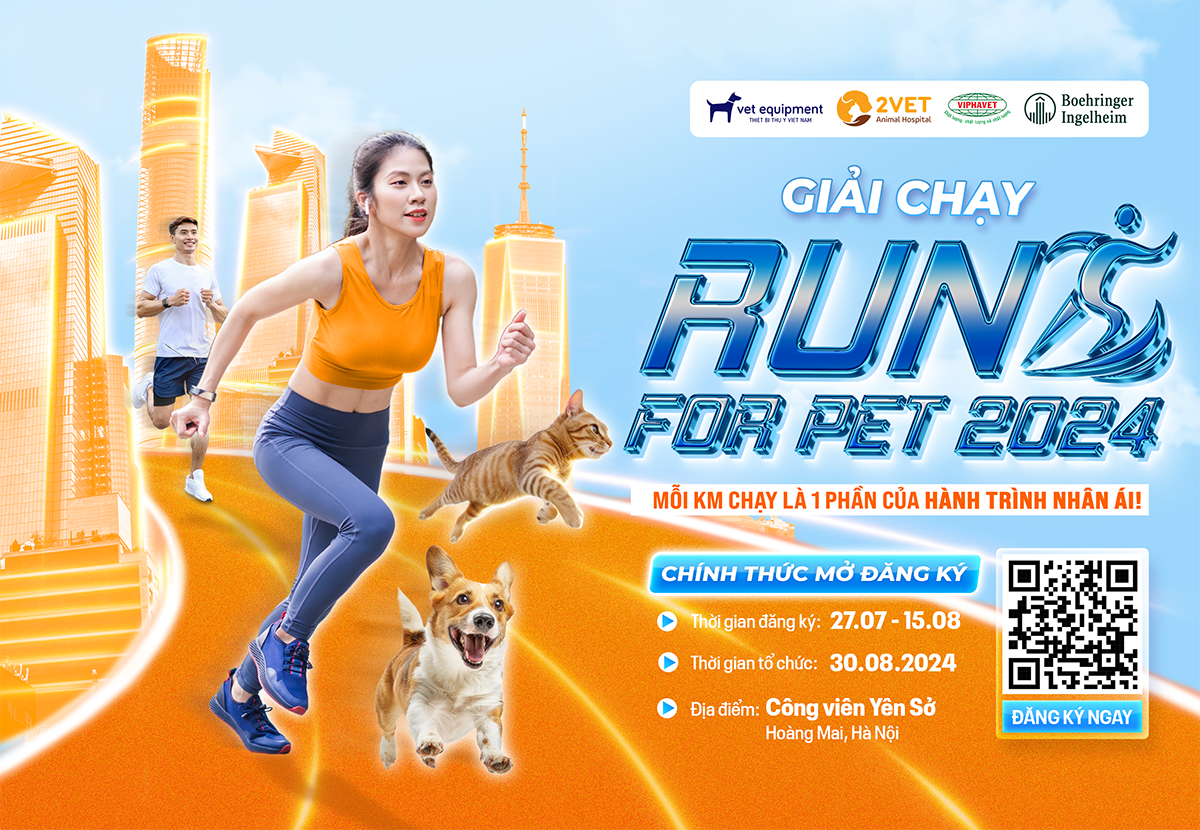 vet equipment
THIẾT BỊ THÚ Y VIỆT NAM
2VET
Animal Hospital
VIPHAVET
Boehringer
Ingelheim
GIẢI CHẠY
RUN
FOR PET 2024
MỖI KM CHẠY LÀ 1 PHẦN CỦA HÀNH TRÌNH NHÂN ÁI!
CHÍNH THỨC MỞ ĐĂNG KÝ
Thời gian đăng ký: 27.07 - 15.08
Thời gian tổ chức: 30.08.2024
Địa điểm: Công viên Yên Sở
Hoàng Mai, Hà Nội
ĐĂNG KÝ NGAY